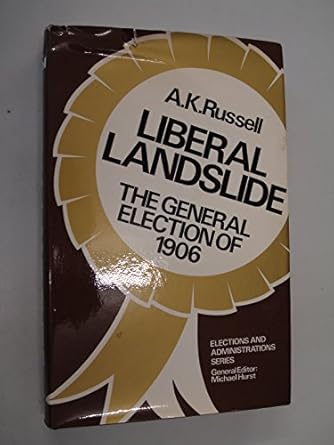 A.K.Russell
LIBERAL
LANDSLIDE
THE GENERAL
ELECTION OF
1906
ELECTIONS AND
ADMINISTRATIONS
SERIES
General Editor:
Michael Hurst